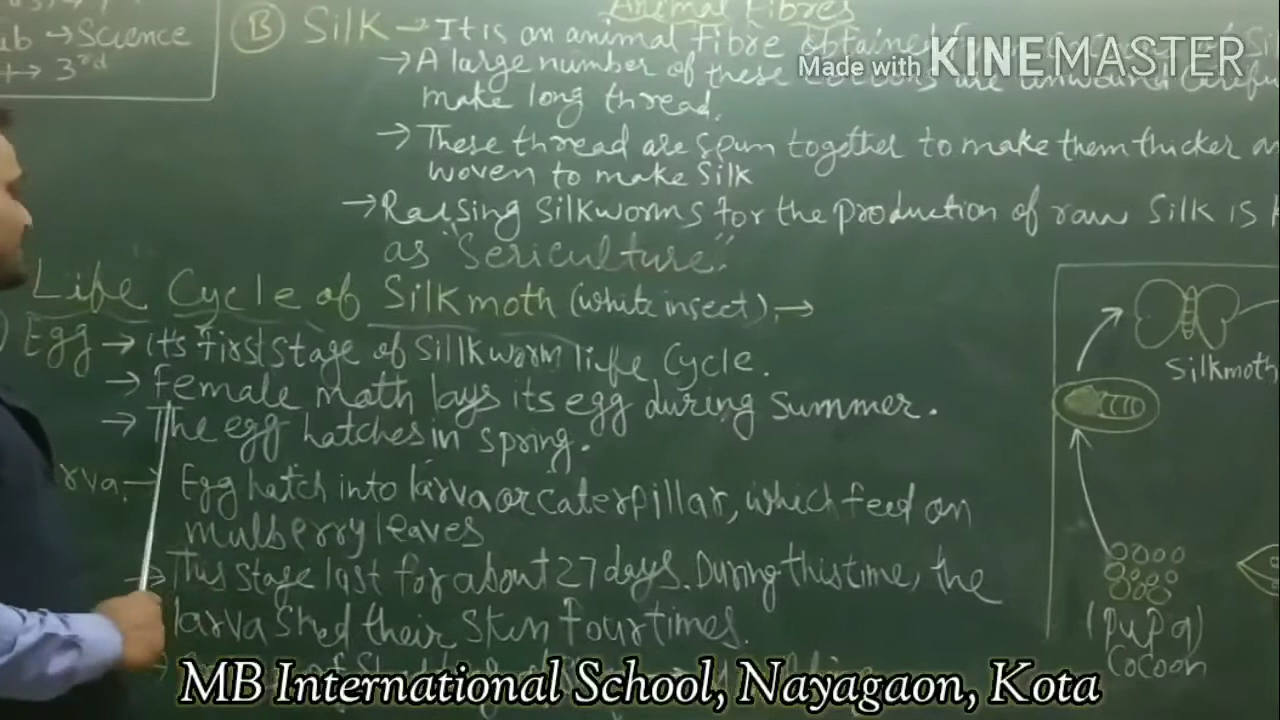 Animal Fibres
ub → Science
→ 3rd
(B) Silk → It is an animal fibre
→ A large number of these cocoons are unwound
make long thread.
→ These thread are spun together to make them thicker
woven to make Silk
→ Raising Silkworms for the production of raw Silk is
as "Sericulture".
Life Cycle of Silkmoth (white insect) →
Egg → its first stage of Sillkworm life Cycle.
→ Female moth lays its egg during Summer.
→ The egg hatches in spring.
rva → Egg hatch into larva or caterpillar, which feed on
mulberry leaves
→ This stage last for about 27 days. During this time, the
larva shed their Skin four times.
Silkmoth
(pupa)
Cocoon
Made with KINEMASTER
MB International School, Nayagaon, Kota